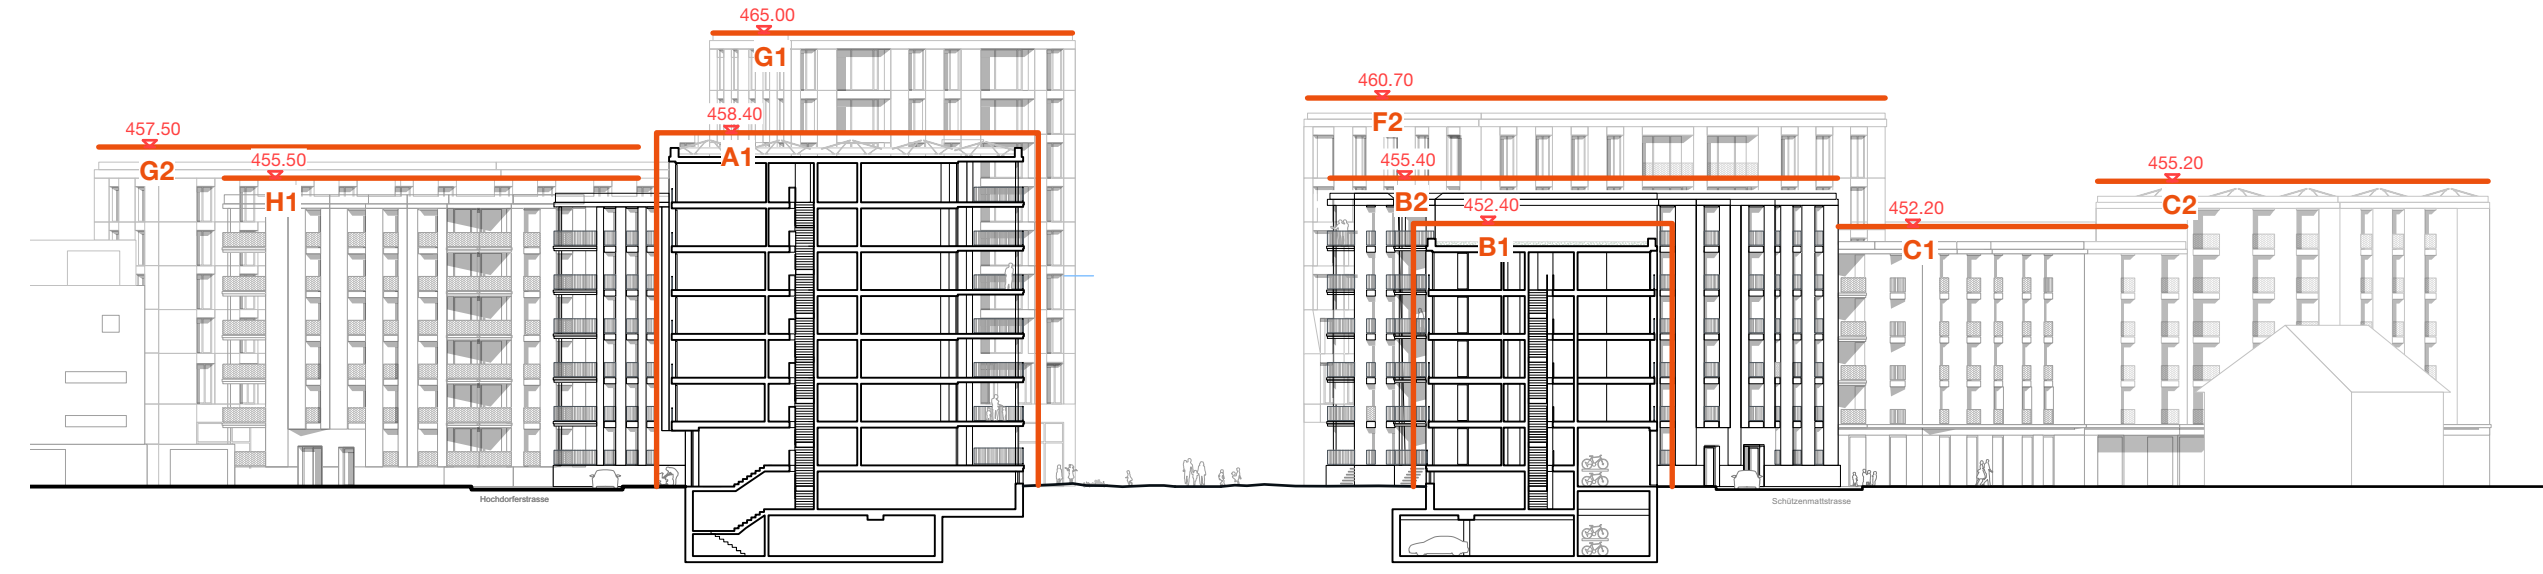 465.00
G1
460.70
F2
458.40
A1
457.50
G2
455.50
H1
455.40
B2
452.40
B1
455.20
C2
452.20
C1
Hochdorferstrasse
Schützenmattstrasse